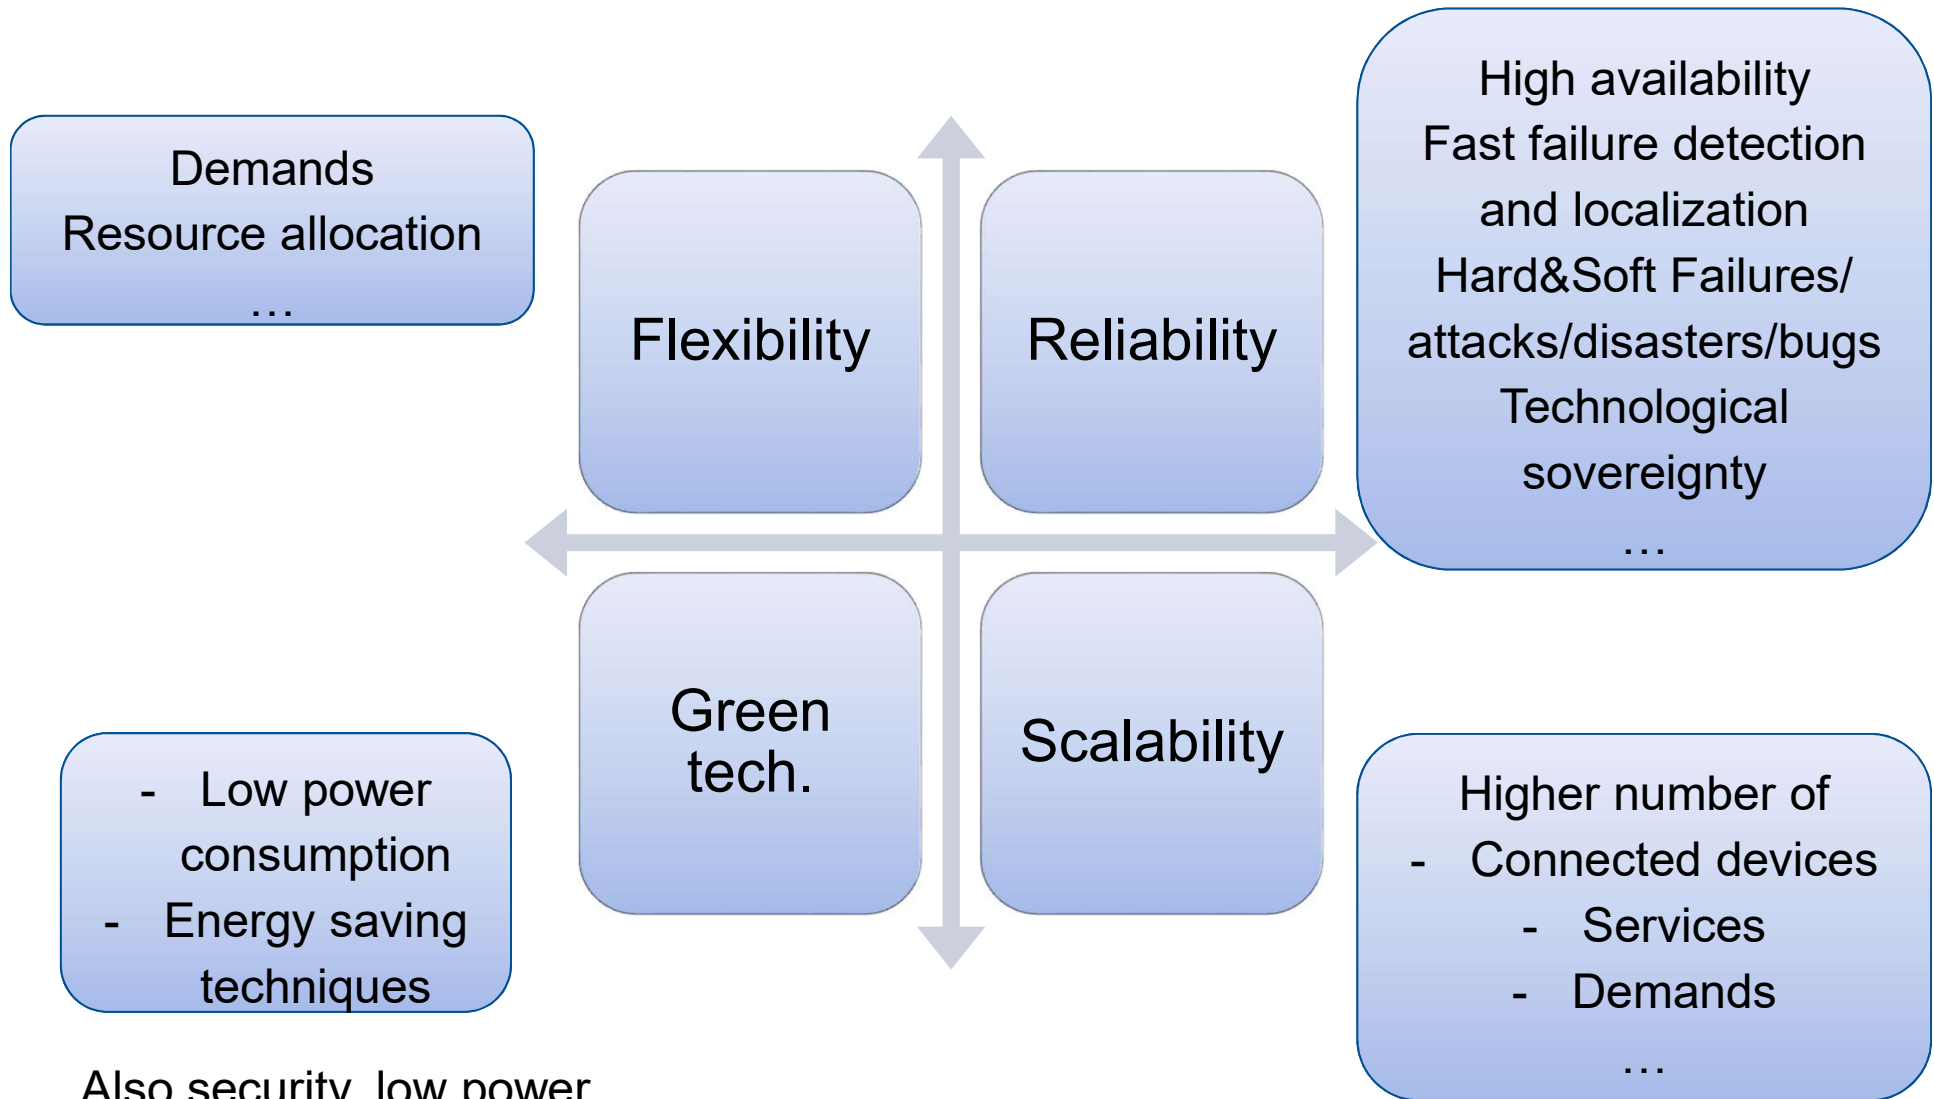 Demands
Resource allocation
…
Flexibility
Reliability
High availability
Fast failure detection
and localization
Hard&Soft Failures/
attacks/disasters/bugs
Technological
sovereignty
…
Green
tech.
Scalability
- Low power
consumption
- Energy saving
techniques
Higher number of
- Connected devices
- Services
- Demands
…
Also security, low power